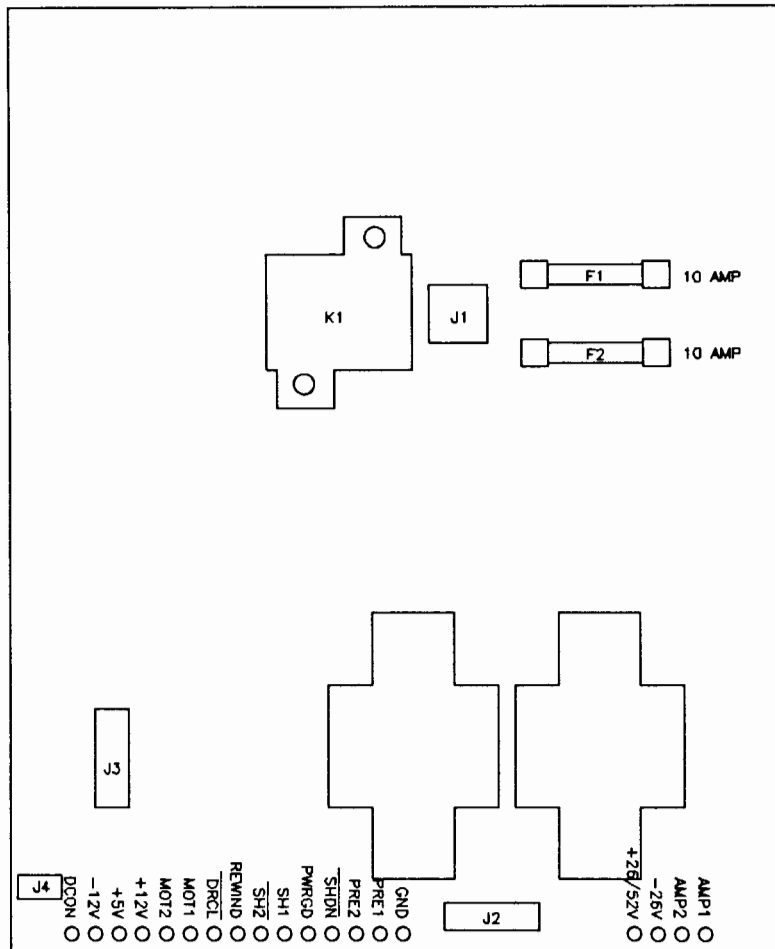 K1
J1
F1
10 AMP
F2
10 AMP
J3
J4
DCON
-12V
+5V
+12V
MOT2
MOT1
DRCL
REWIND
SH2
SH1
PWRGD
SHDN
PRE2
PRE1
GND
J2
+26/52V
-26V
AMP2
AMP1